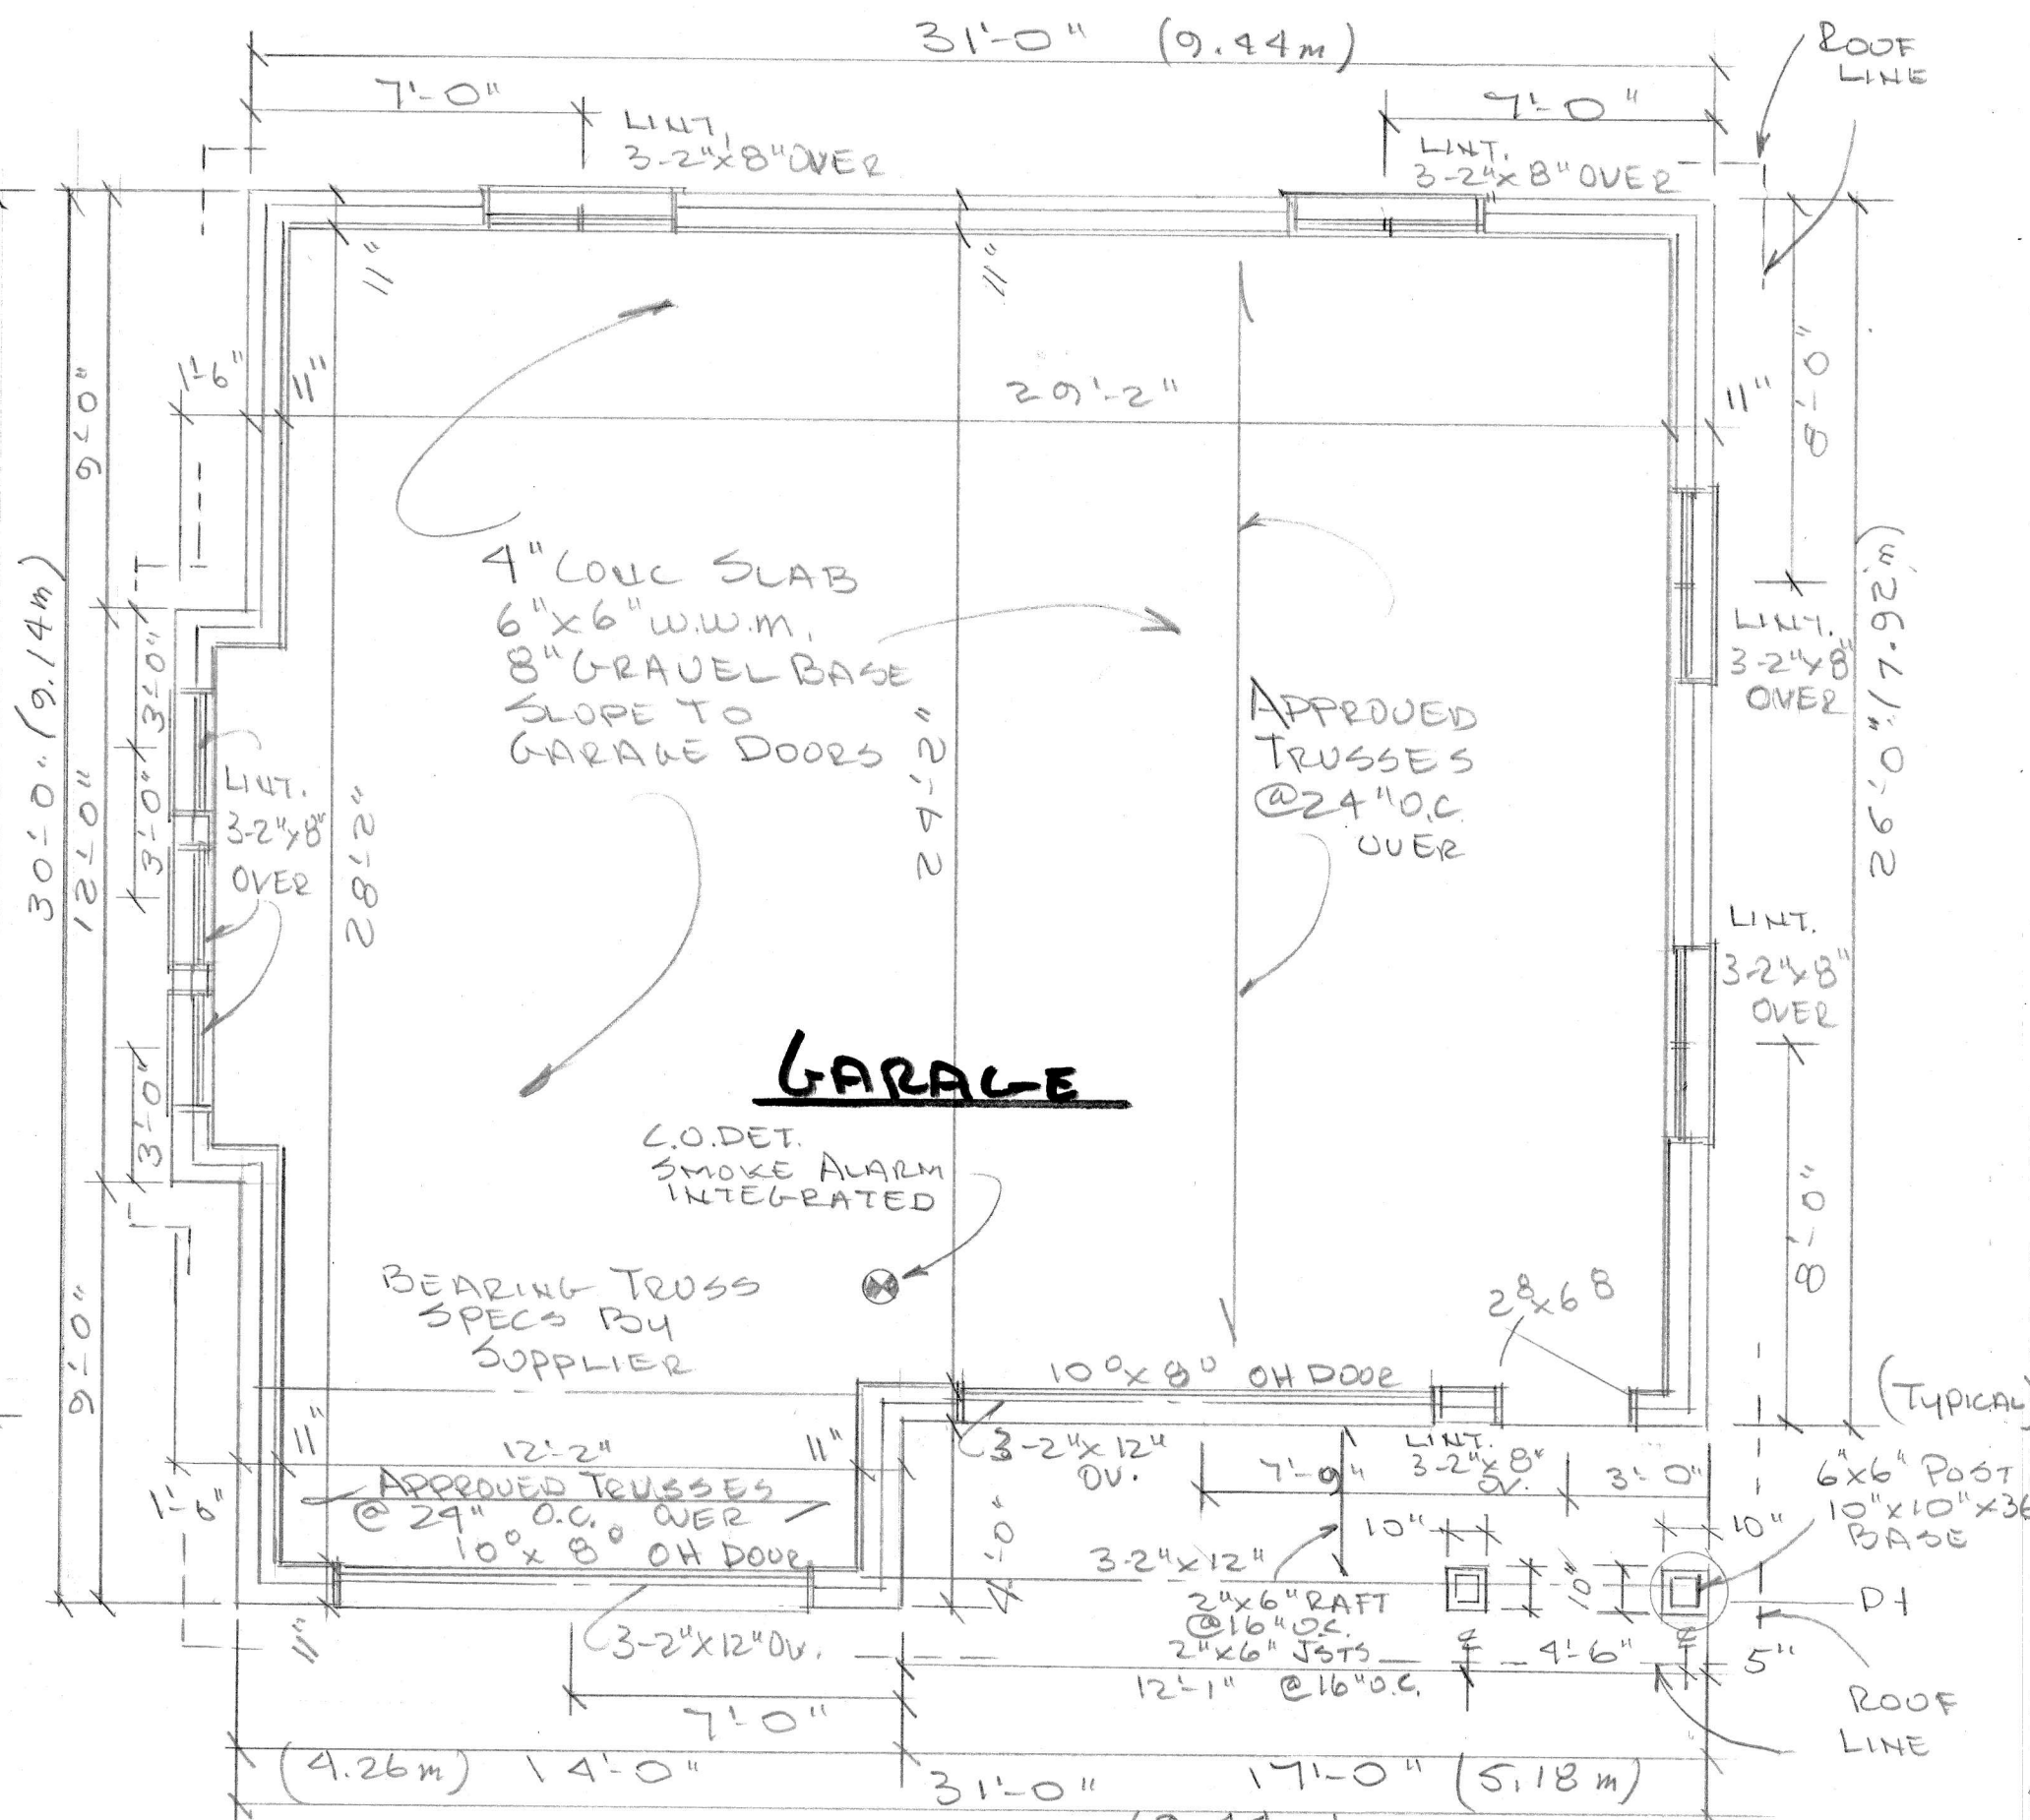 31'-0" (9.44m)
ROOF
LINE
7'-0"
7'-0"
LINT.
3-2"x8" OVER
LINT.
3-2"x8" OVER
11"
11"
1'-6"
11"
29'-2"
11"
9'-0"
8'-0"
4" CONC SLAB
6"x6" W.W.M.
8" GRAVEL BASE
SLOPE TO
GARAGE DOORS
30'-0" (9.14m)
12'-0"
3'-0"
3'-0"
LINT.
3-2"x8"
OVER
28'-2"
24'-2"
APPROVED
TRUSSES
@24" O.C.
OVER
LINT.
3-2"x8"
OVER
26'-0" (7.92m)
LINT.
3-2"x8"
OVER
GARAGE
3'-0"
C.O.DET.
SMOKE ALARM
INTEGRATED
8'-0"
BEARING TRUSS
SPECS BY
SUPPLIER
9'-0"
2⁸x6⁸
10⁰x8⁰ OH DOOR
(TYPICAL)
11"
12'-2"
11"
3-2"x12"
OV.
7'-9"
LINT.
3-2"x8"
OV.
3'-0"
6"x6" POST
10"x10"x36
BASE
1'-6"
APPROVED TRUSSES
@ 24" O.C. OVER
10⁰x 8⁰ OH DOOR
4'-0"
10"
10"
3-2"x12"
10"
2"x6" RAFT
@16" O.C.
2"x6" JSTS
@16" O.C.
11"
3-2"x12" OV.
4'-6"
5"
12'-1"
7'-0"
ROOF
LINE
(4.26m) 14'-0"
31'-0"
17'-0" (5.18m)